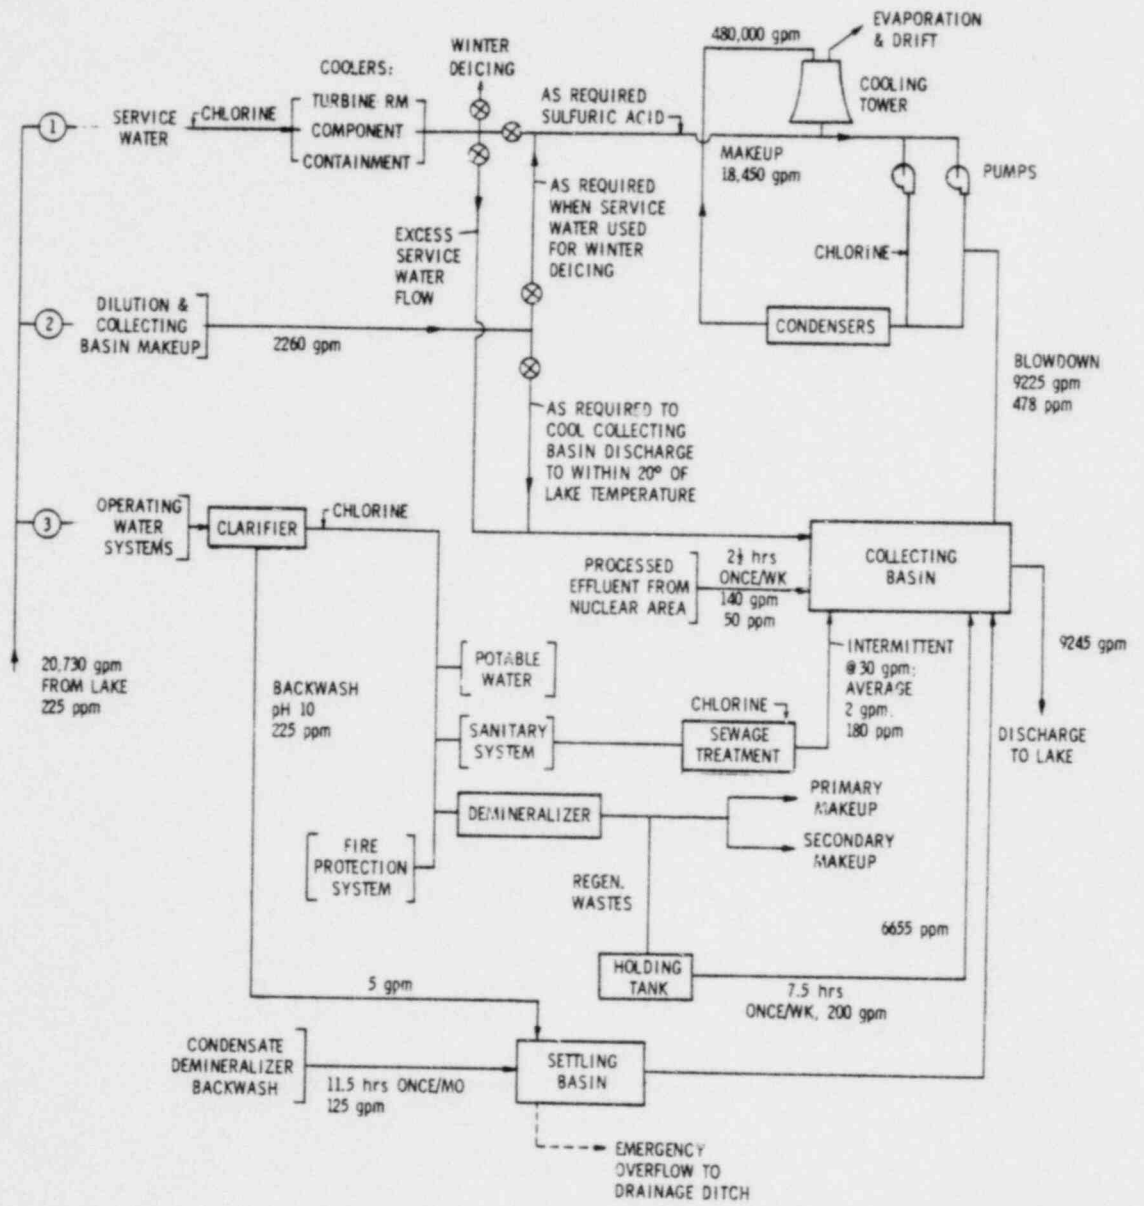 480,000 gpm
EVAPORATION
& DRIFT
WINTER
DEICING
COOLING
TOWER
COOLERS:
AS REQUIRED
SULFURIC ACID
1
SERVICE
WATER
CHLORINE
TURBINE RM
COMPONENT
CONTAINMENT
MAKEUP
18,450 gpm
PUMPS
AS REQUIRED
WHEN SERVICE
WATER USED
FOR WINTER
DEICING
EXCESS
SERVICE
WATER
FLOW
CHLORINE
2
DILUTION &
COLLECTING
BASIN MAKEUP
2260 gpm
CONDENSERS
BLOWDOWN
9225 gpm
478 ppm
AS REQUIRED TO
COOL COLLECTING
BASIN DISCHARGE
TO WITHIN 20° OF
LAKE TEMPERATURE
3
OPERATING
WATER
SYSTEMS
CLARIFIER
CHLORINE
COLLECTING
BASIN
PROCESSED
EFFLUENT FROM
NUCLEAR AREA
2½ hrs
ONCE/WK
140 gpm
50 ppm
9245 gpm
20,730 gpm
FROM LAKE
225 ppm
BACKWASH
pH 10
225 ppm
POTABLE
WATER
INTERMITTENT
@ 30 gpm;
AVERAGE
2 gpm,
180 ppm
SANITARY
SYSTEM
CHLORINE
SEWAGE
TREATMENT
DISCHARGE
TO LAKE
DEMINERALIZER
PRIMARY
MAKEUP
SECONDARY
MAKEUP
FIRE
PROTECTION
SYSTEM
REGEN.
WASTES
6655 ppm
HOLDING
TANK
7.5 hrs
ONCE/WK, 200 gpm
5 gpm
CONDENSATE
DEMINERALIZER
BACKWASH
11.5 hrs ONCE/MO
125 gpm
SETTLING
BASIN
EMERGENCY
OVERFLOW TO
DRAINAGE DITCH